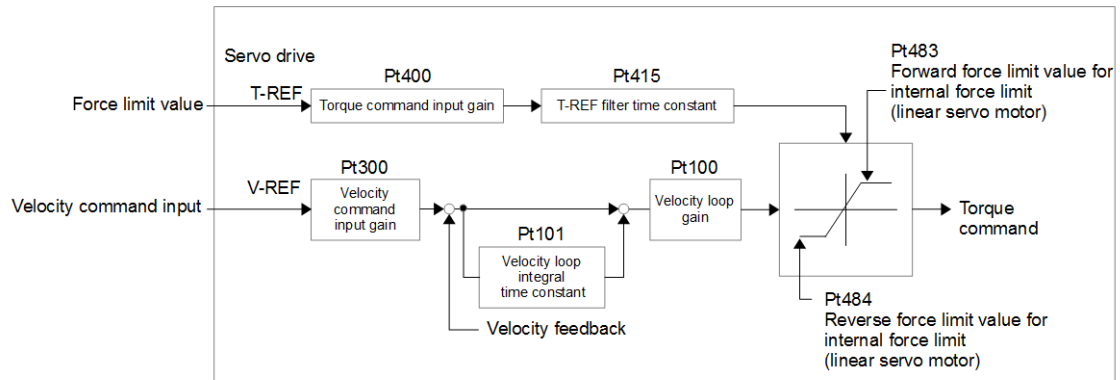 Servo drive
Pt483
Forward force limit value for
internal force limit
(linear servo motor)
Pt400
Pt415
Force limit value
T-REF
Torque command input gain
T-REF filter time constant
Pt300
Pt100
Velocity command input
V-REF
Velocity
command
input gain
Velocity loop
gain
Torque
command
Pt101
Velocity loop
integral
time constant
Velocity feedback
Pt484
Reverse force limit value for
internal force limit
(linear servo motor)